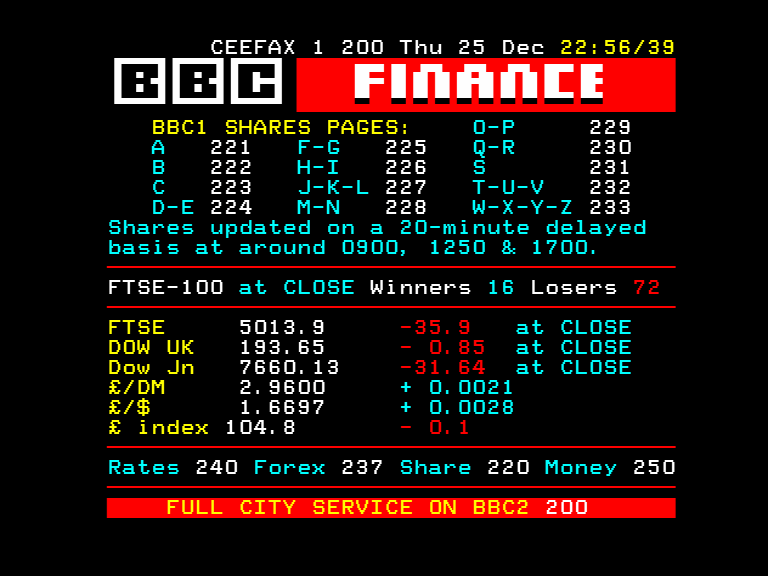 CEEFAX 1 200 Thu 25 Dec 22:56/39
BBC FINANCE
BBC1 SHARES PAGES: O-P 229
A 221 F-G 225 Q-R 230
B 222 H-I 226 S 231
C 223 J-K-L 227 T-U-V 232
D-E 224 M-N 228 W-X-Y-Z 233
Shares updated on a 20-minute delayed
basis at around 0900, 1250 & 1700.
FTSE-100 at CLOSE Winners 16 Losers 72
FTSE 5013.9 -35.9 at CLOSE
DOW UK 193.65 - 0.85 at CLOSE
Dow Jn 7660.13 -31.64 at CLOSE
£/DM 2.9600 + 0.0021
£/$ 1.6697 + 0.0028
£ index 104.8 - 0.1
Rates 240 Forex 237 Share 220 Money 250
FULL CITY SERVICE ON BBC2 200